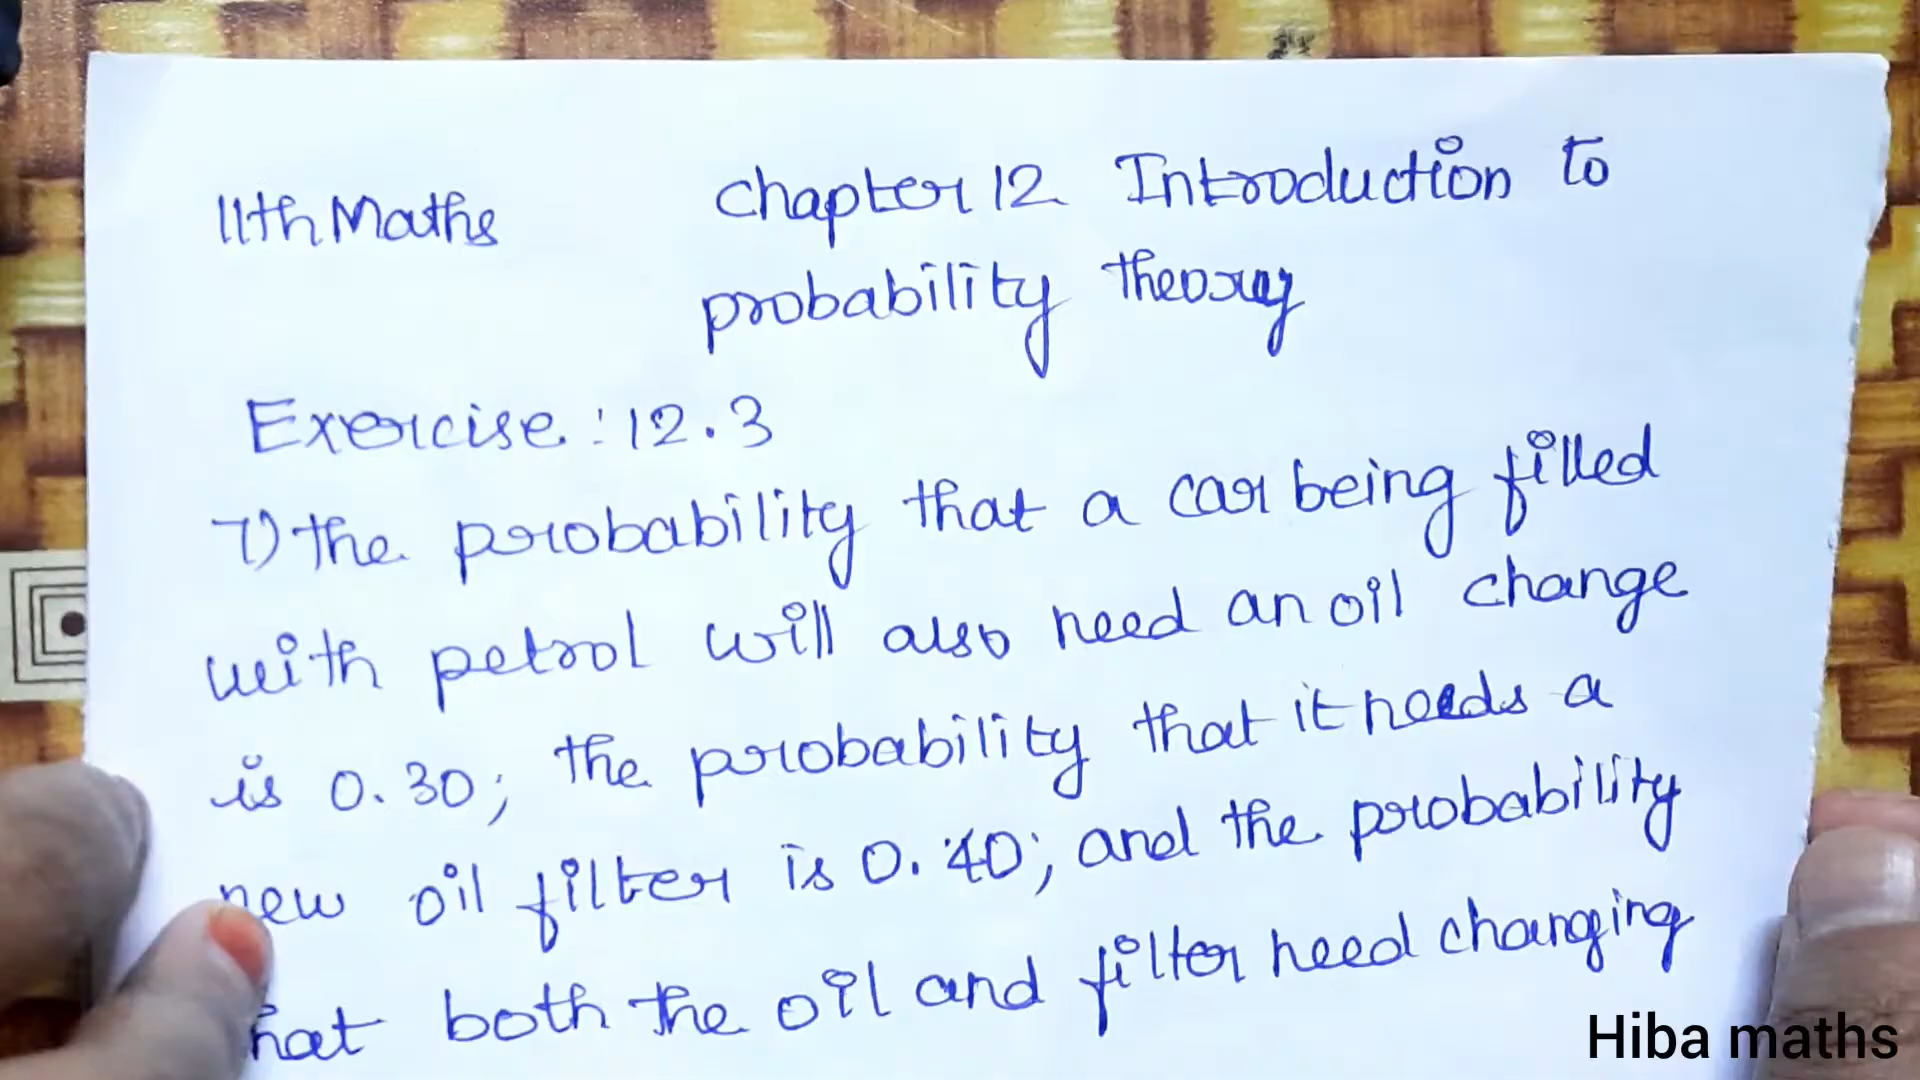 11th Maths
Chapter 12 Introduction to
probability theory
Exercise : 12.3
7) the probability that a car being filled
with petrol will also need an oil change
is 0.30; the probability that it needs a
new oil filter is 0.40; and the probability
hat both the oil and filter need changing
Hiba maths